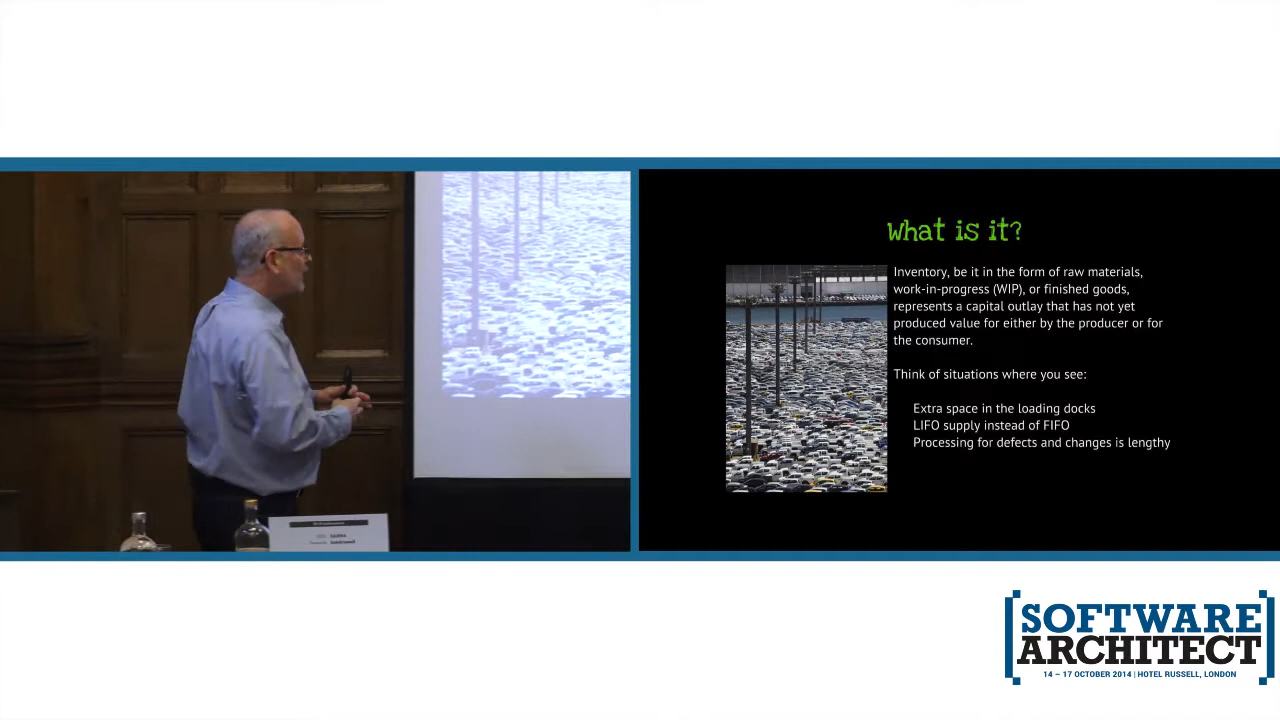 What is it?
Inventory, be it in the form of raw materials,
work-in-progress (WIP), or finished goods,
represents a capital outlay that has not yet
produced value for either by the producer or for
the consumer.
Think of situations where you see:
Extra space in the loading docks
LIFO supply instead of FIFO
Processing for defects and changes is lengthy
[SOFTWARE
ARCHITECT]
14 – 17 OCTOBER 2014 | HOTEL RUSSELL, LONDON